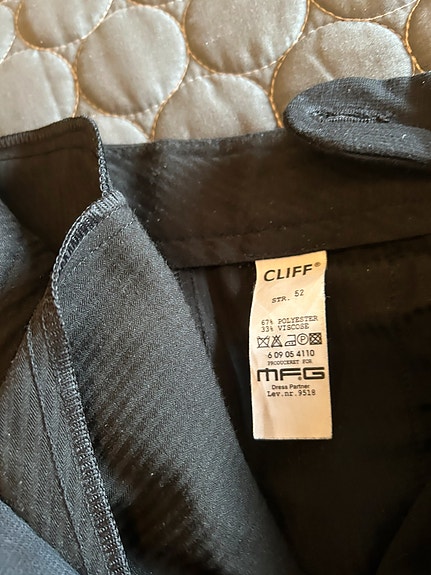 CLIFF®
STR. 52
67% POLYESTER
33% VISCOSE
6 09 05 4110
PRODUCERET FOR
MFG
Dress Partner
Lev.nr.9518